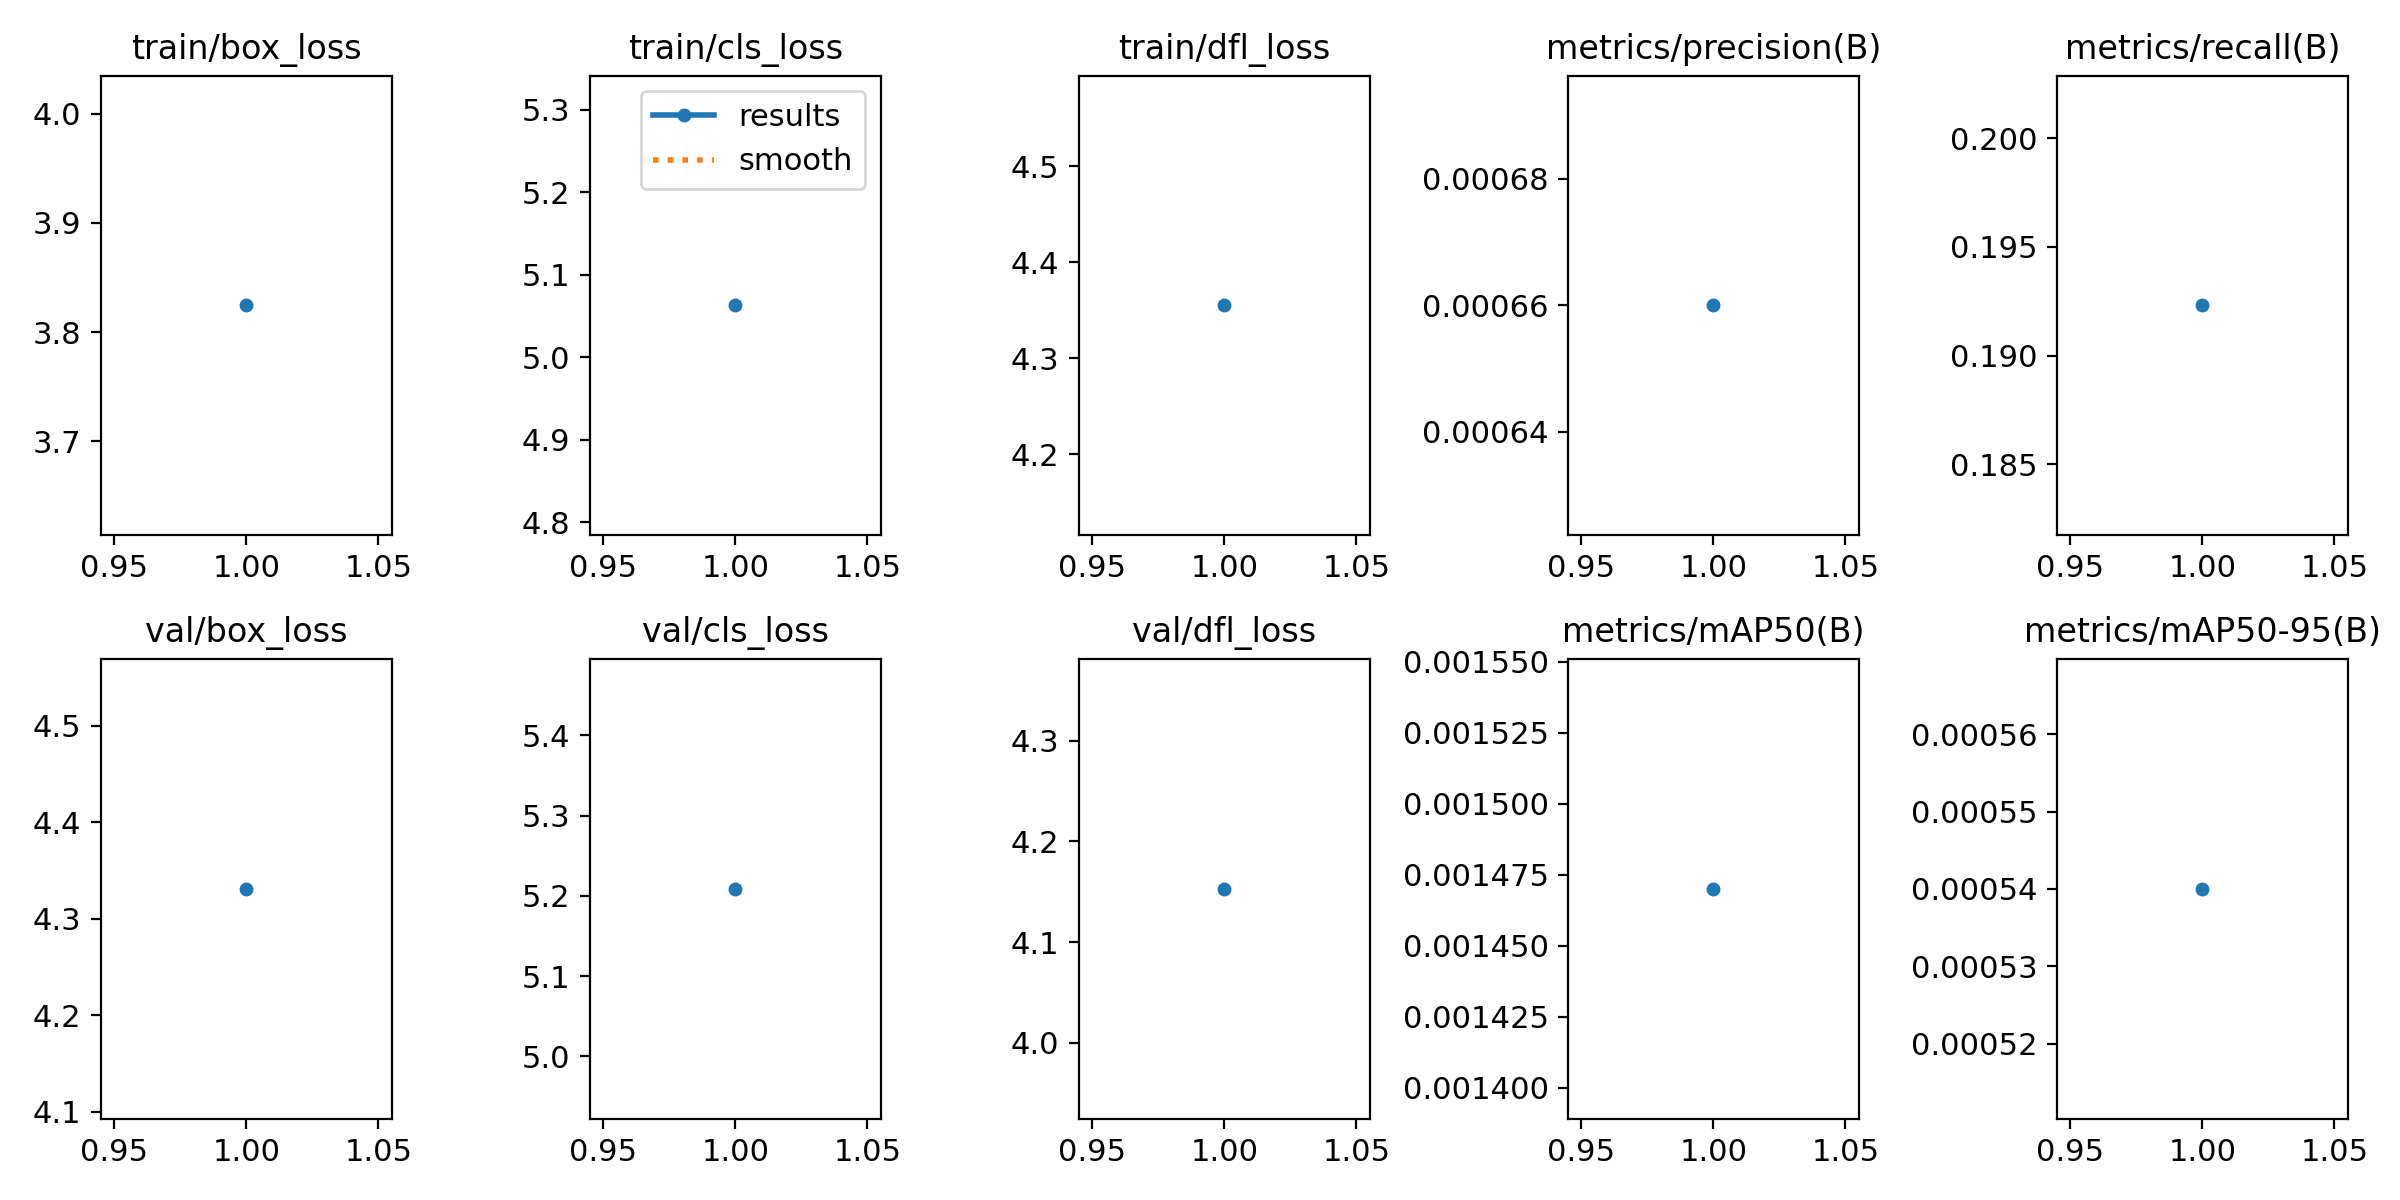 train/box_loss
4.0
3.9
3.8
3.7
0.95 1.00 1.05
train/cls_loss
results
smooth
5.3
5.2
5.1
5.0
4.9
4.8
0.95 1.00 1.05
train/dfl_loss
4.5
4.4
4.3
4.2
0.95 1.00 1.05
metrics/precision(B)
0.00068
0.00066
0.00064
0.95 1.00 1.05
metrics/recall(B)
0.200
0.195
0.190
0.185
0.95 1.00 1.05
val/box_loss
4.5
4.4
4.3
4.2
4.1
0.95 1.00 1.05
val/cls_loss
5.4
5.3
5.2
5.1
5.0
0.95 1.00 1.05
val/dfl_loss
4.3
4.2
4.1
4.0
0.95 1.00 1.05
metrics/mAP50(B)
0.001550
0.001525
0.001500
0.001475
0.001450
0.001425
0.001400
0.95 1.00 1.05
metrics/mAP50-95(B)
0.00056
0.00055
0.00054
0.00053
0.00052
0.95 1.00 1.05